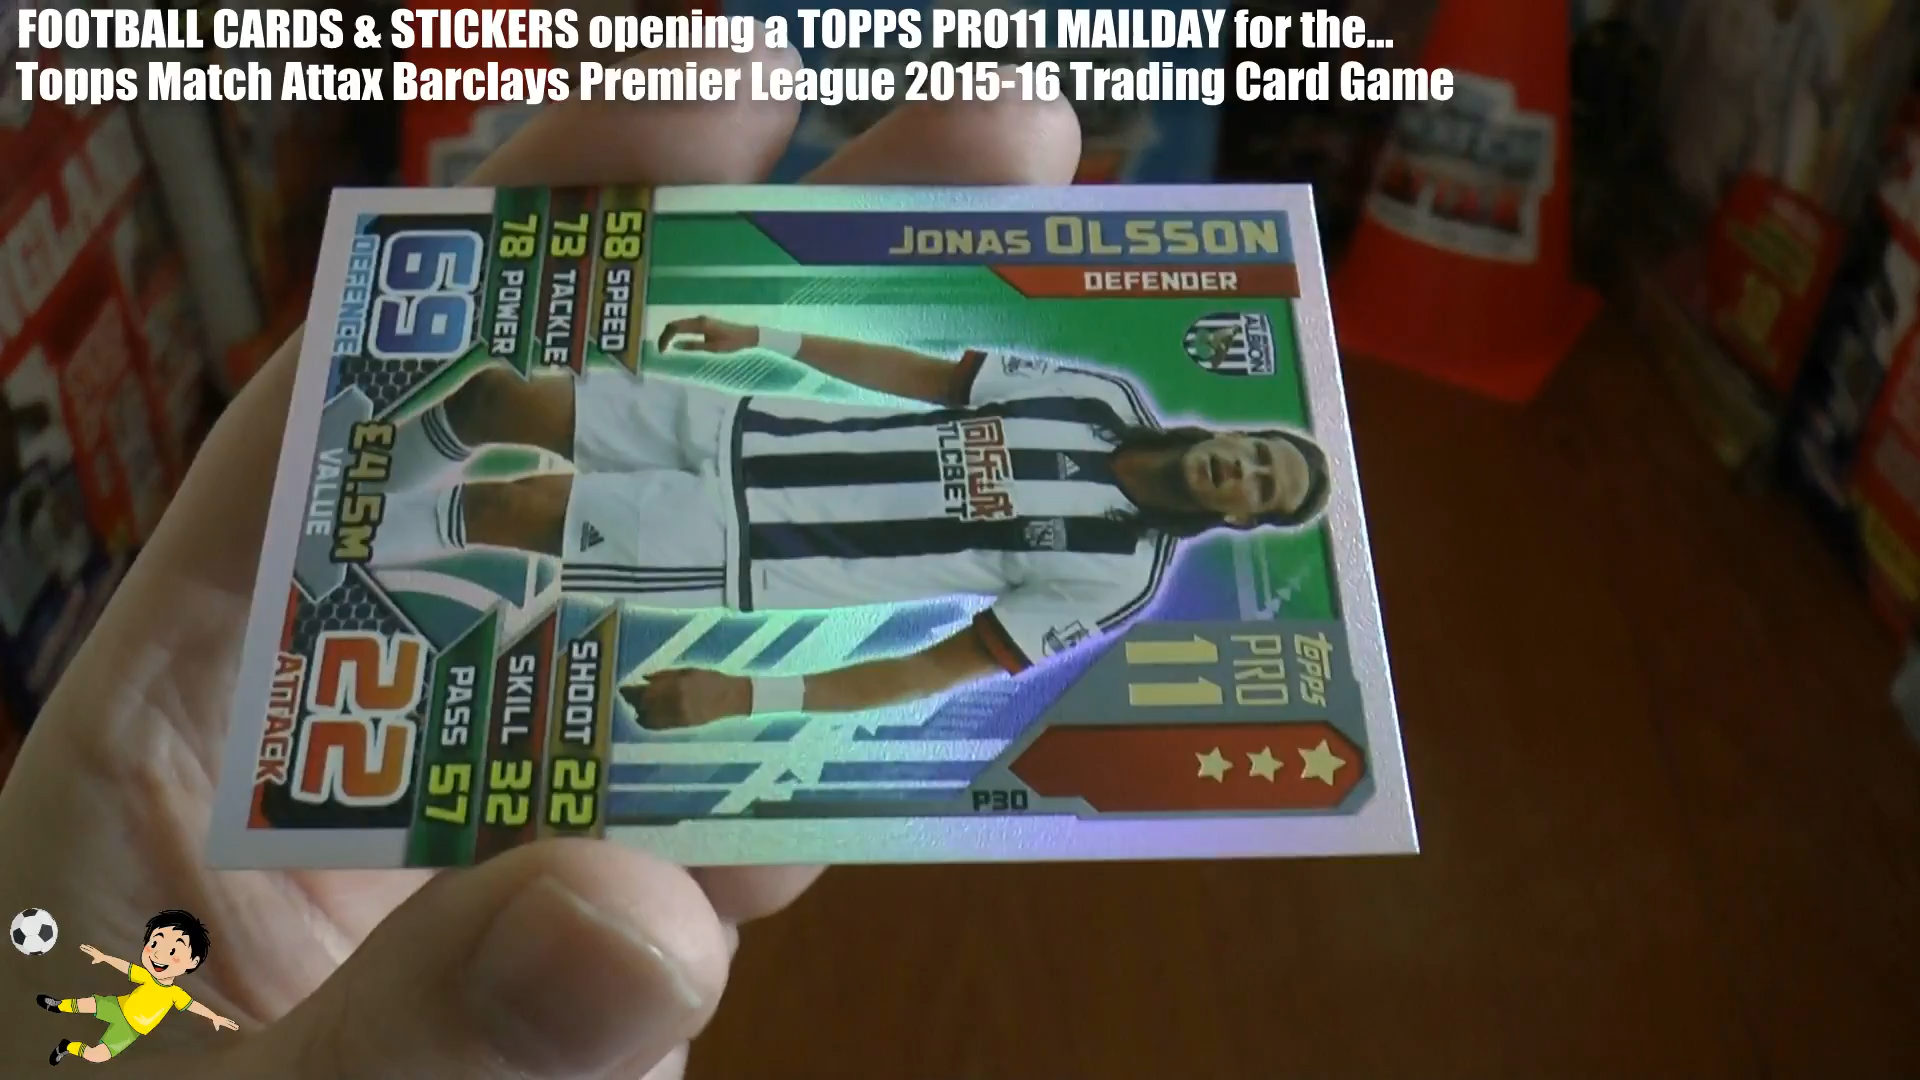 FOOTBALL CARDS & STICKERS opening a TOPPS PRO11 MAILDAY for the...
Topps Match Attax Barclays Premier League 2015-16 Trading Card Game
JONAS OLSSON
DEFENDER
ALBION
topps
PRO
11
P30
TLCBET
58 SPEED
73 TACKLE
78 POWER
69
DEFENCE
£4.5M
VALUE
SHOOT 22
SKILL 32
PASS 57
22
ATTACK